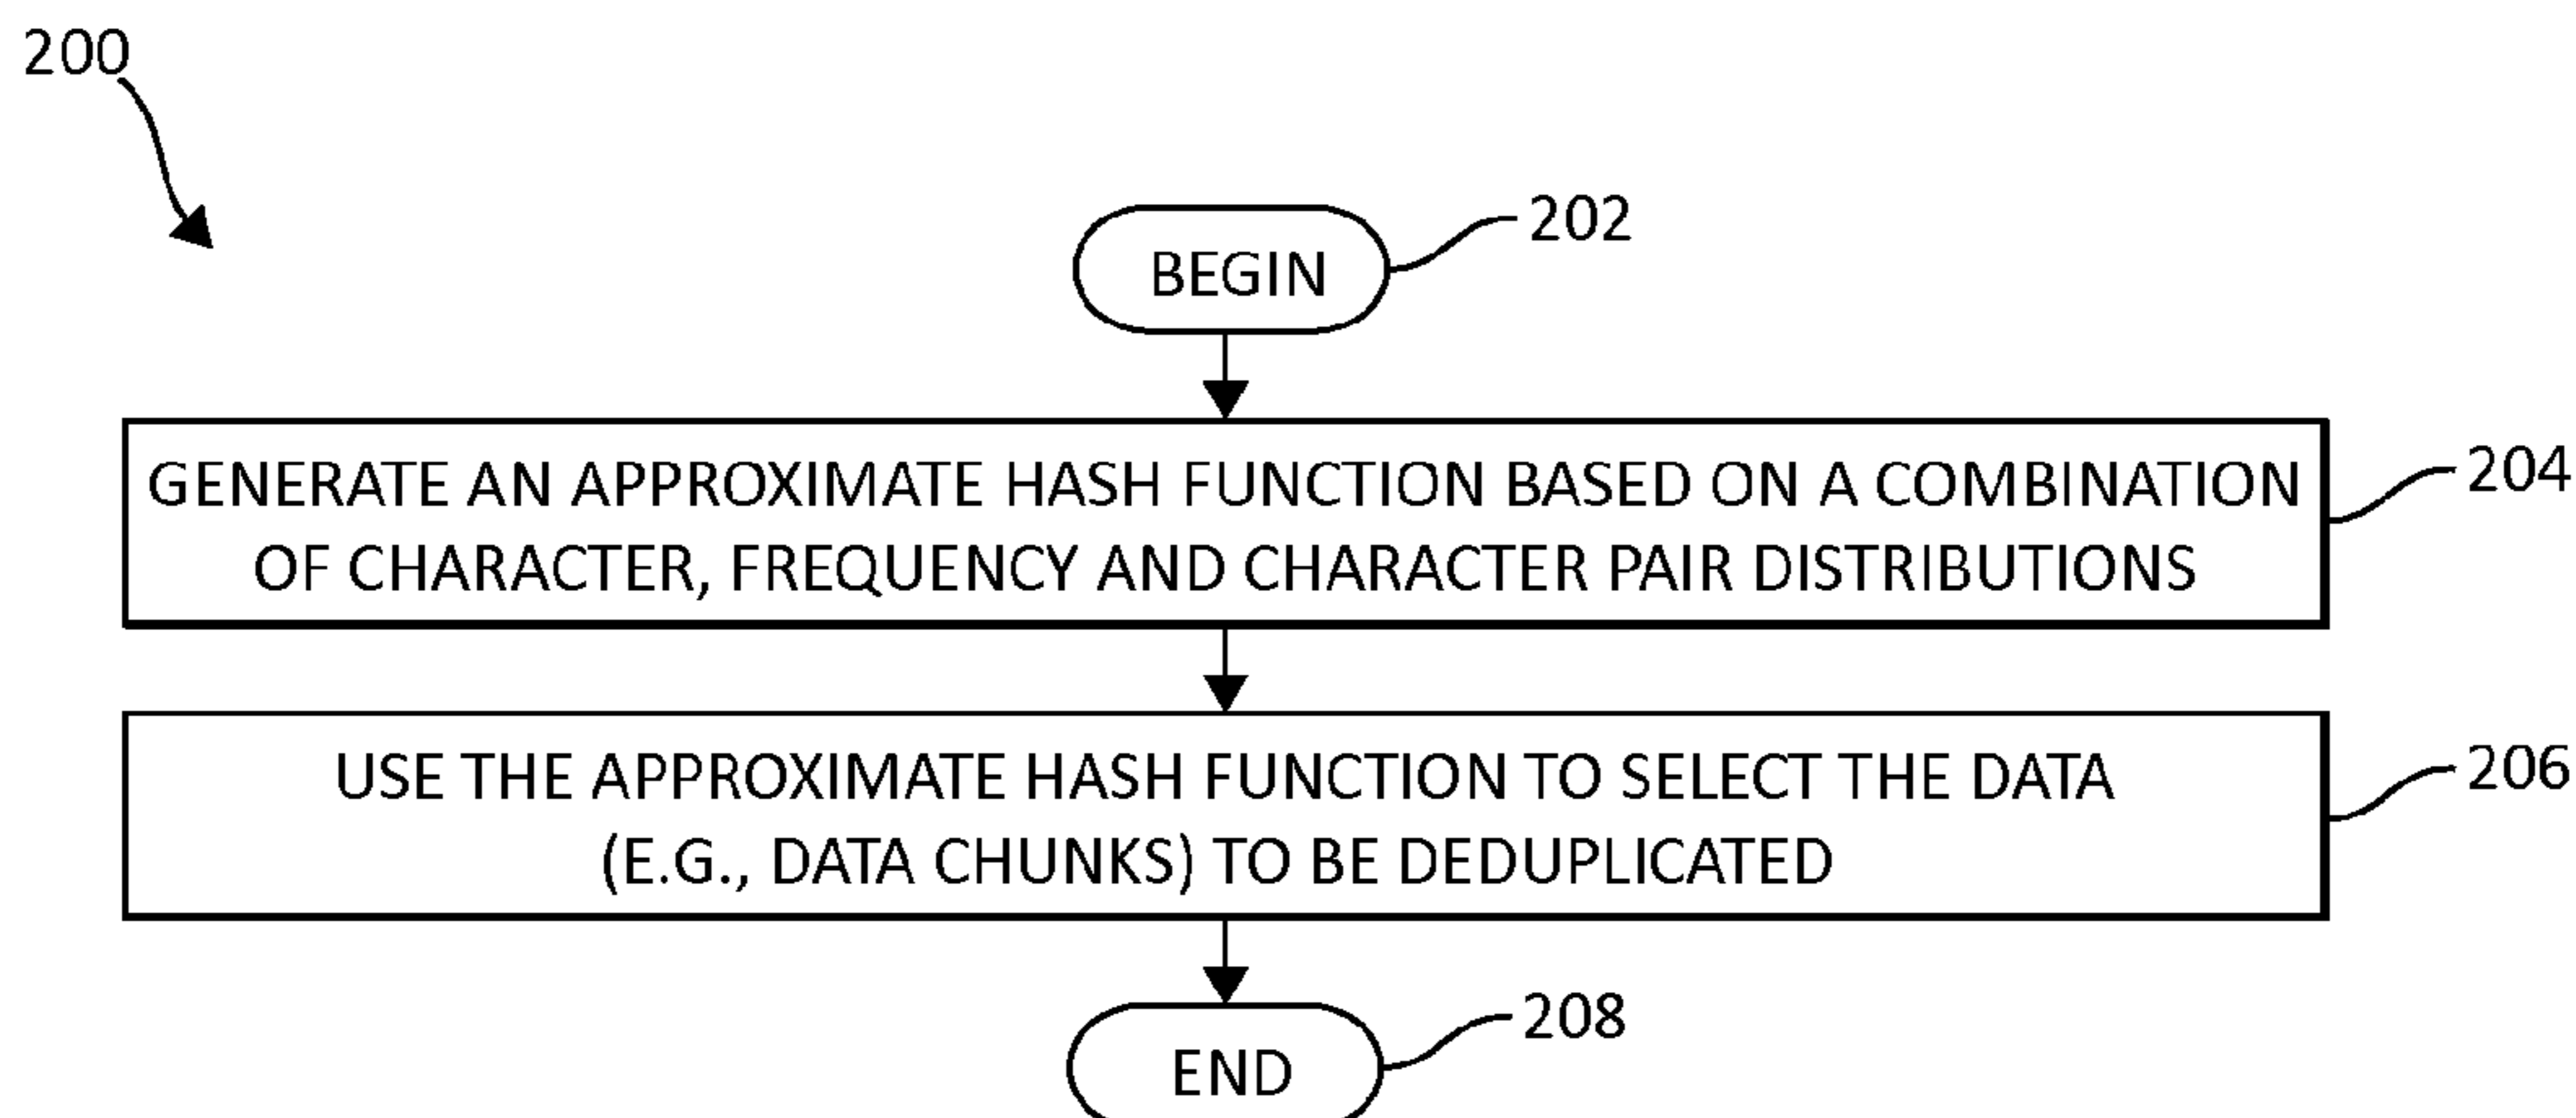 200
202
BEGIN
GENERATE AN APPROXIMATE HASH FUNCTION BASED ON A COMBINATION
OF CHARACTER, FREQUENCY AND CHARACTER PAIR DISTRIBUTIONS
204
USE THE APPROXIMATE HASH FUNCTION TO SELECT THE DATA
(E.G., DATA CHUNKS) TO BE DEDUPLICATED
206
208
END